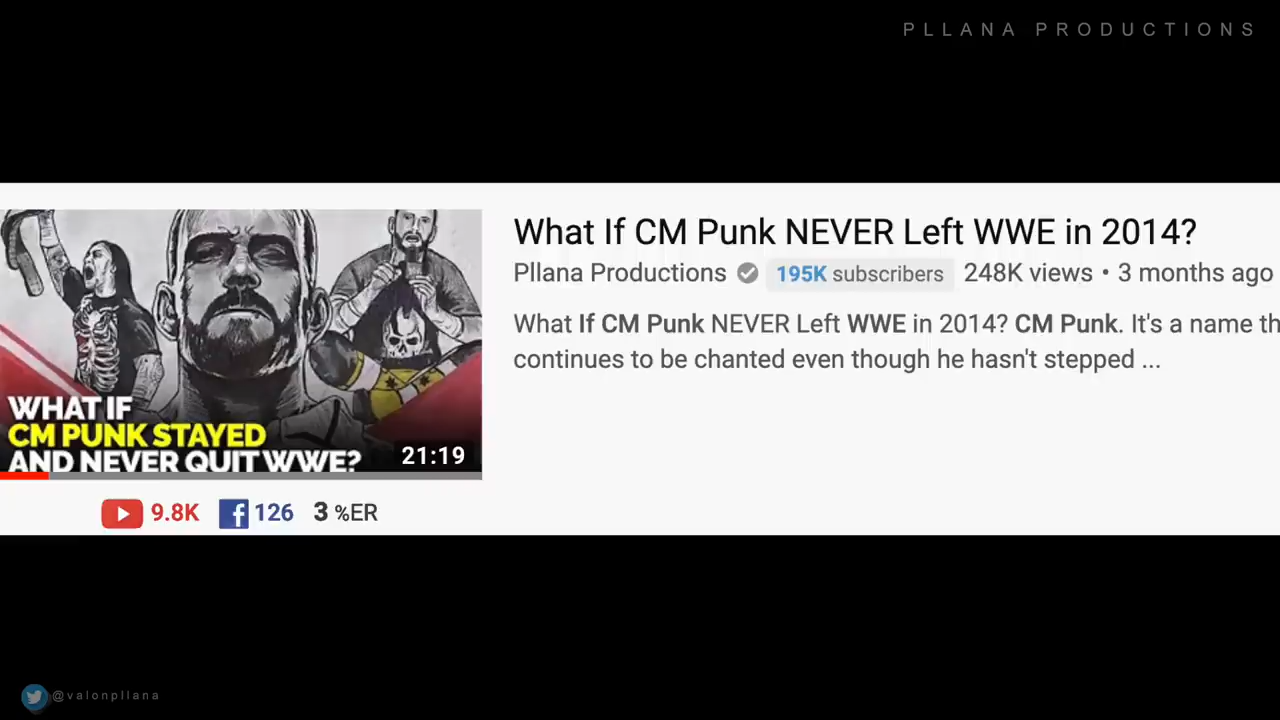 PLLANA PRODUCTIONS
What If CM Punk NEVER Left WWE in 2014?
Pllana Productions 195K subscribers 248K views • 3 months ago
What If CM Punk NEVER Left WWE in 2014? CM Punk. It's a name th
continues to be chanted even though he hasn't stepped ...
WHAT IF
CM PUNK STAYED
AND NEVER QUIT WWE?
21:19
9.8K 126 3 %ER
@valonpllana